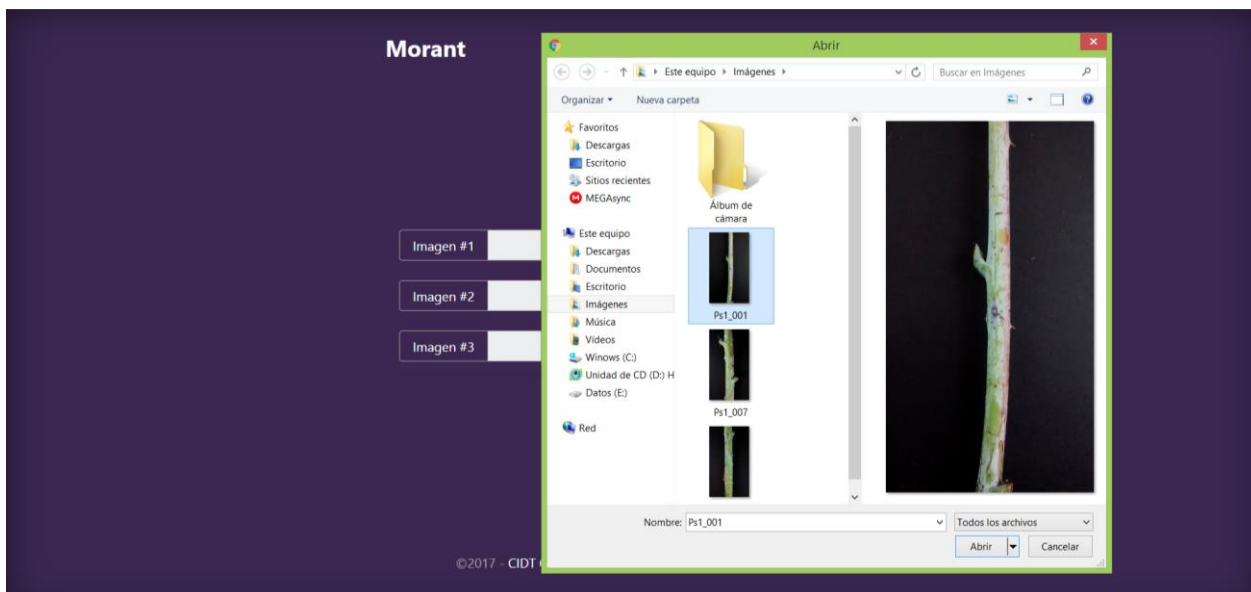 Morant
Imagen #1
Imagen #2
Imagen #3
©2017 - CIDT
Abrir
Este equipo Imágenes
Buscar en Imágenes
Organizar Nueva carpeta
Favoritos
Descargas
Escritorio
Sitios recientes
MEGAsync
Este equipo
Descargas
Documentos
Escritorio
Imágenes
Música
Vídeos
Winows (C:)
Unidad de CD (D:) H
Datos (E:)
Red
Álbum de
cámara
Ps1_001
Ps1_007
Nombre: Ps1_001
Todos los archivos
Abrir Cancelar